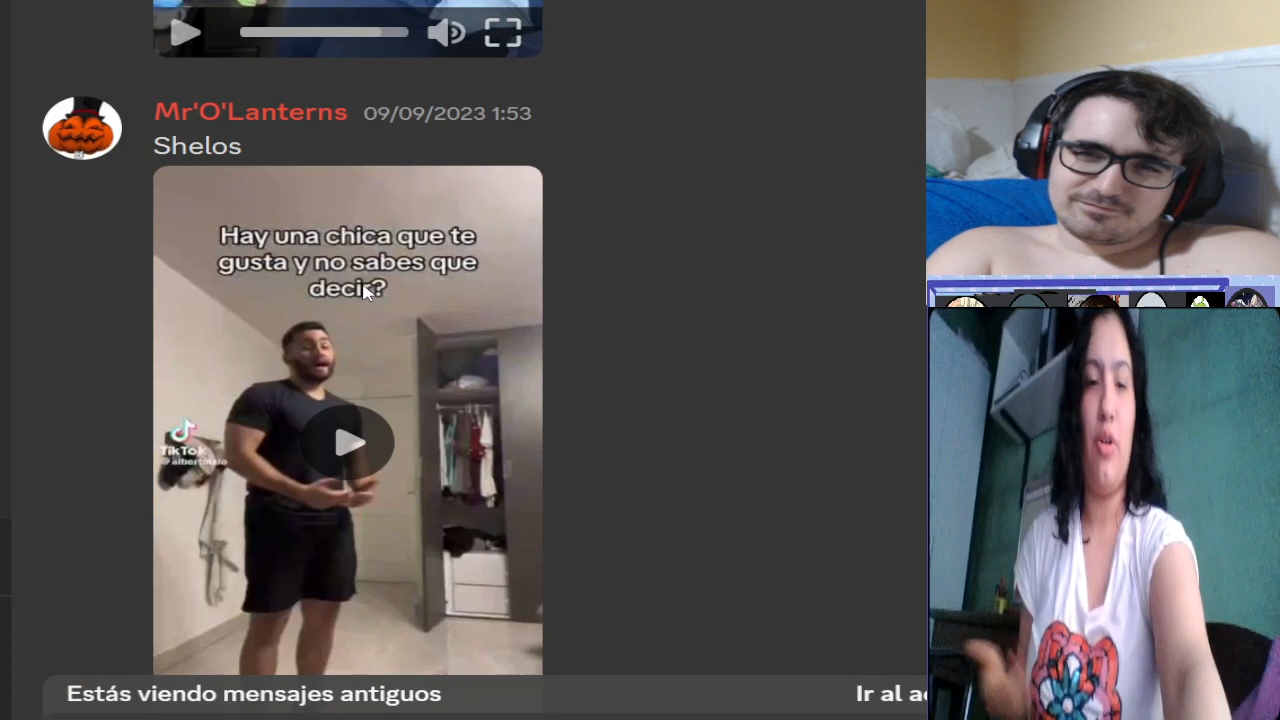 Mr'O'Lanterns 09/09/2023 1:53
Shelos
Hay una chica que te
gusta y no sabes que
decir?
TikTok
Estás viendo mensajes antiguos
Ir al